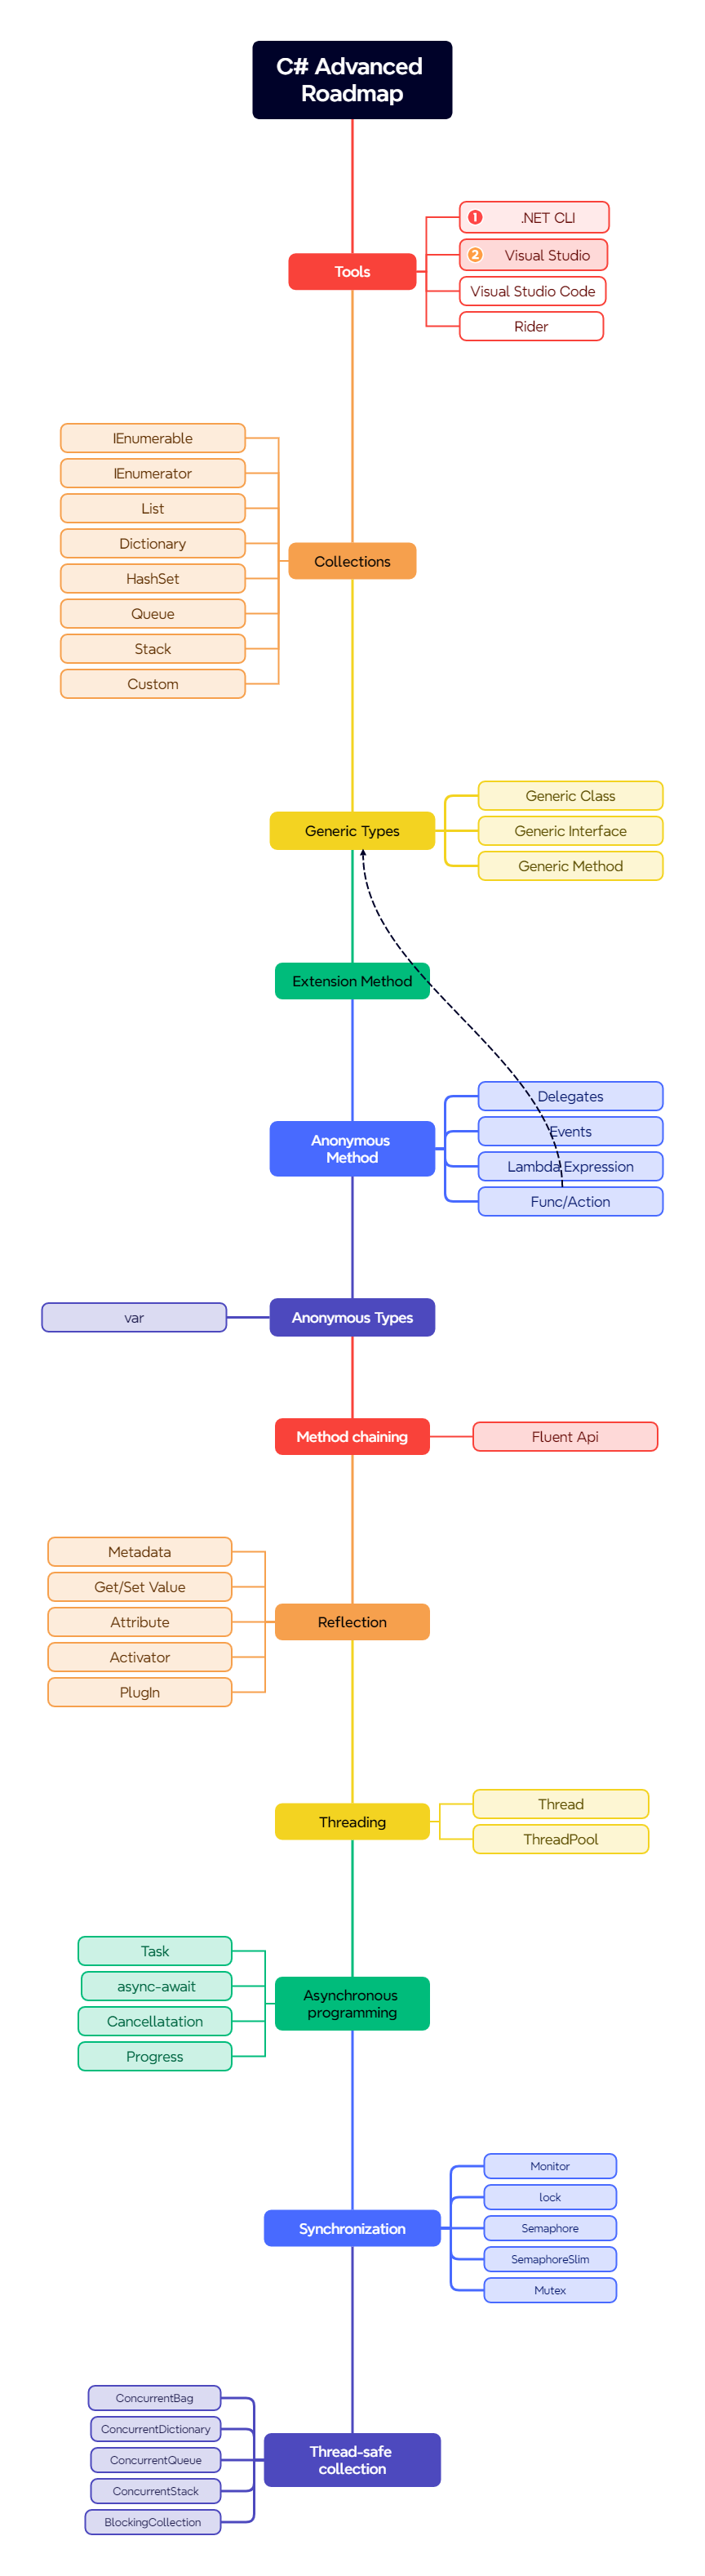 C# Advanced
Roadmap
Tools
1 .NET CLI
2 Visual Studio
Visual Studio Code
Rider
Collections
IEnumerable
IEnumerator
List
Dictionary
HashSet
Queue
Stack
Custom
Generic Types
Generic Class
Generic Interface
Generic Method
Extension Method
Anonymous
Method
Delegates
Events
Lambda Expression
Func/Action
Anonymous Types
var
Method chaining
Fluent Api
Reflection
Metadata
Get/Set Value
Attribute
Activator
PlugIn
Threading
Thread
ThreadPool
Asynchronous
programming
Task
async-await
Cancellatation
Progress
Synchronization
Monitor
lock
Semaphore
SemaphoreSlim
Mutex
Thread-safe
collection
ConcurrentBag
ConcurrentDictionary
ConcurrentQueue
ConcurrentStack
BlockingCollection